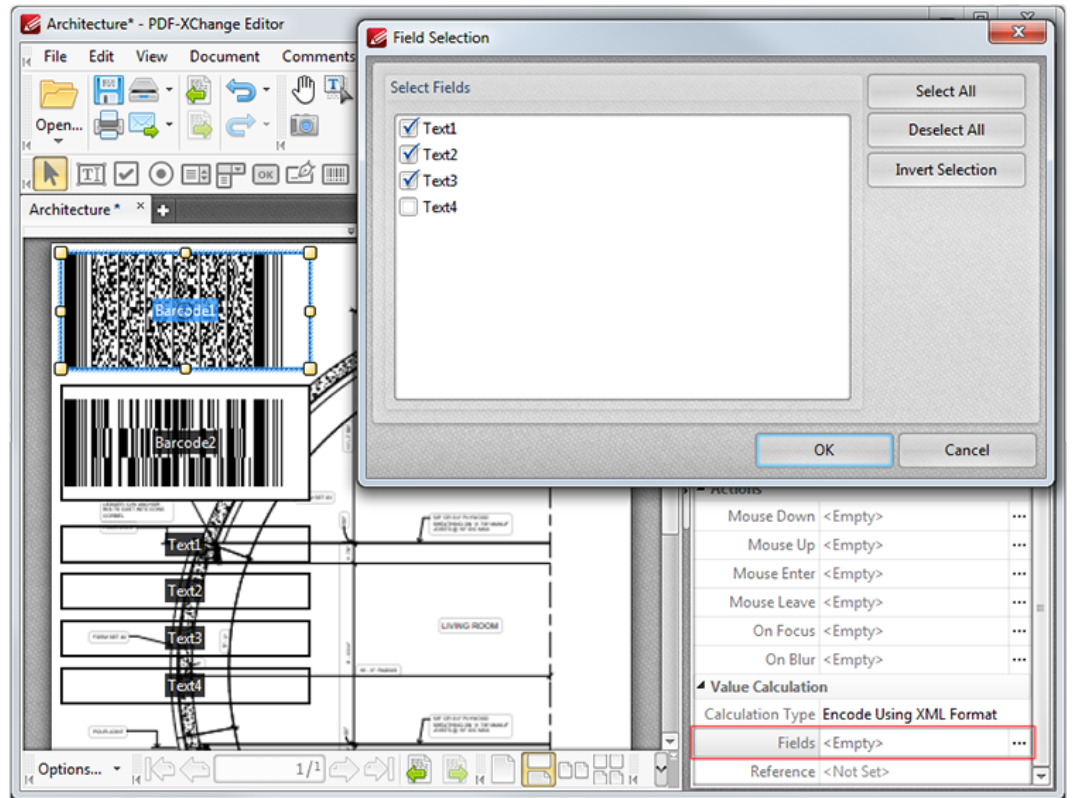 Architecture* - PDF-XChange Editor
File Edit View Document Comments
Open...
Architecture *
Field Selection
Select Fields
Text1
Text2
Text3
Text4
Select All
Deselect All
Invert Selection
OK
Cancel
Barcode1
Barcode2
Text1
Text2
Text3
Text4
LIVING ROOM
Actions
Mouse Down <Empty>
Mouse Up <Empty>
Mouse Enter <Empty>
Mouse Leave <Empty>
On Focus <Empty>
On Blur <Empty>
Value Calculation
Calculation Type Encode Using XML Format
Fields <Empty>
Reference <Not Set>
Options...
1/1